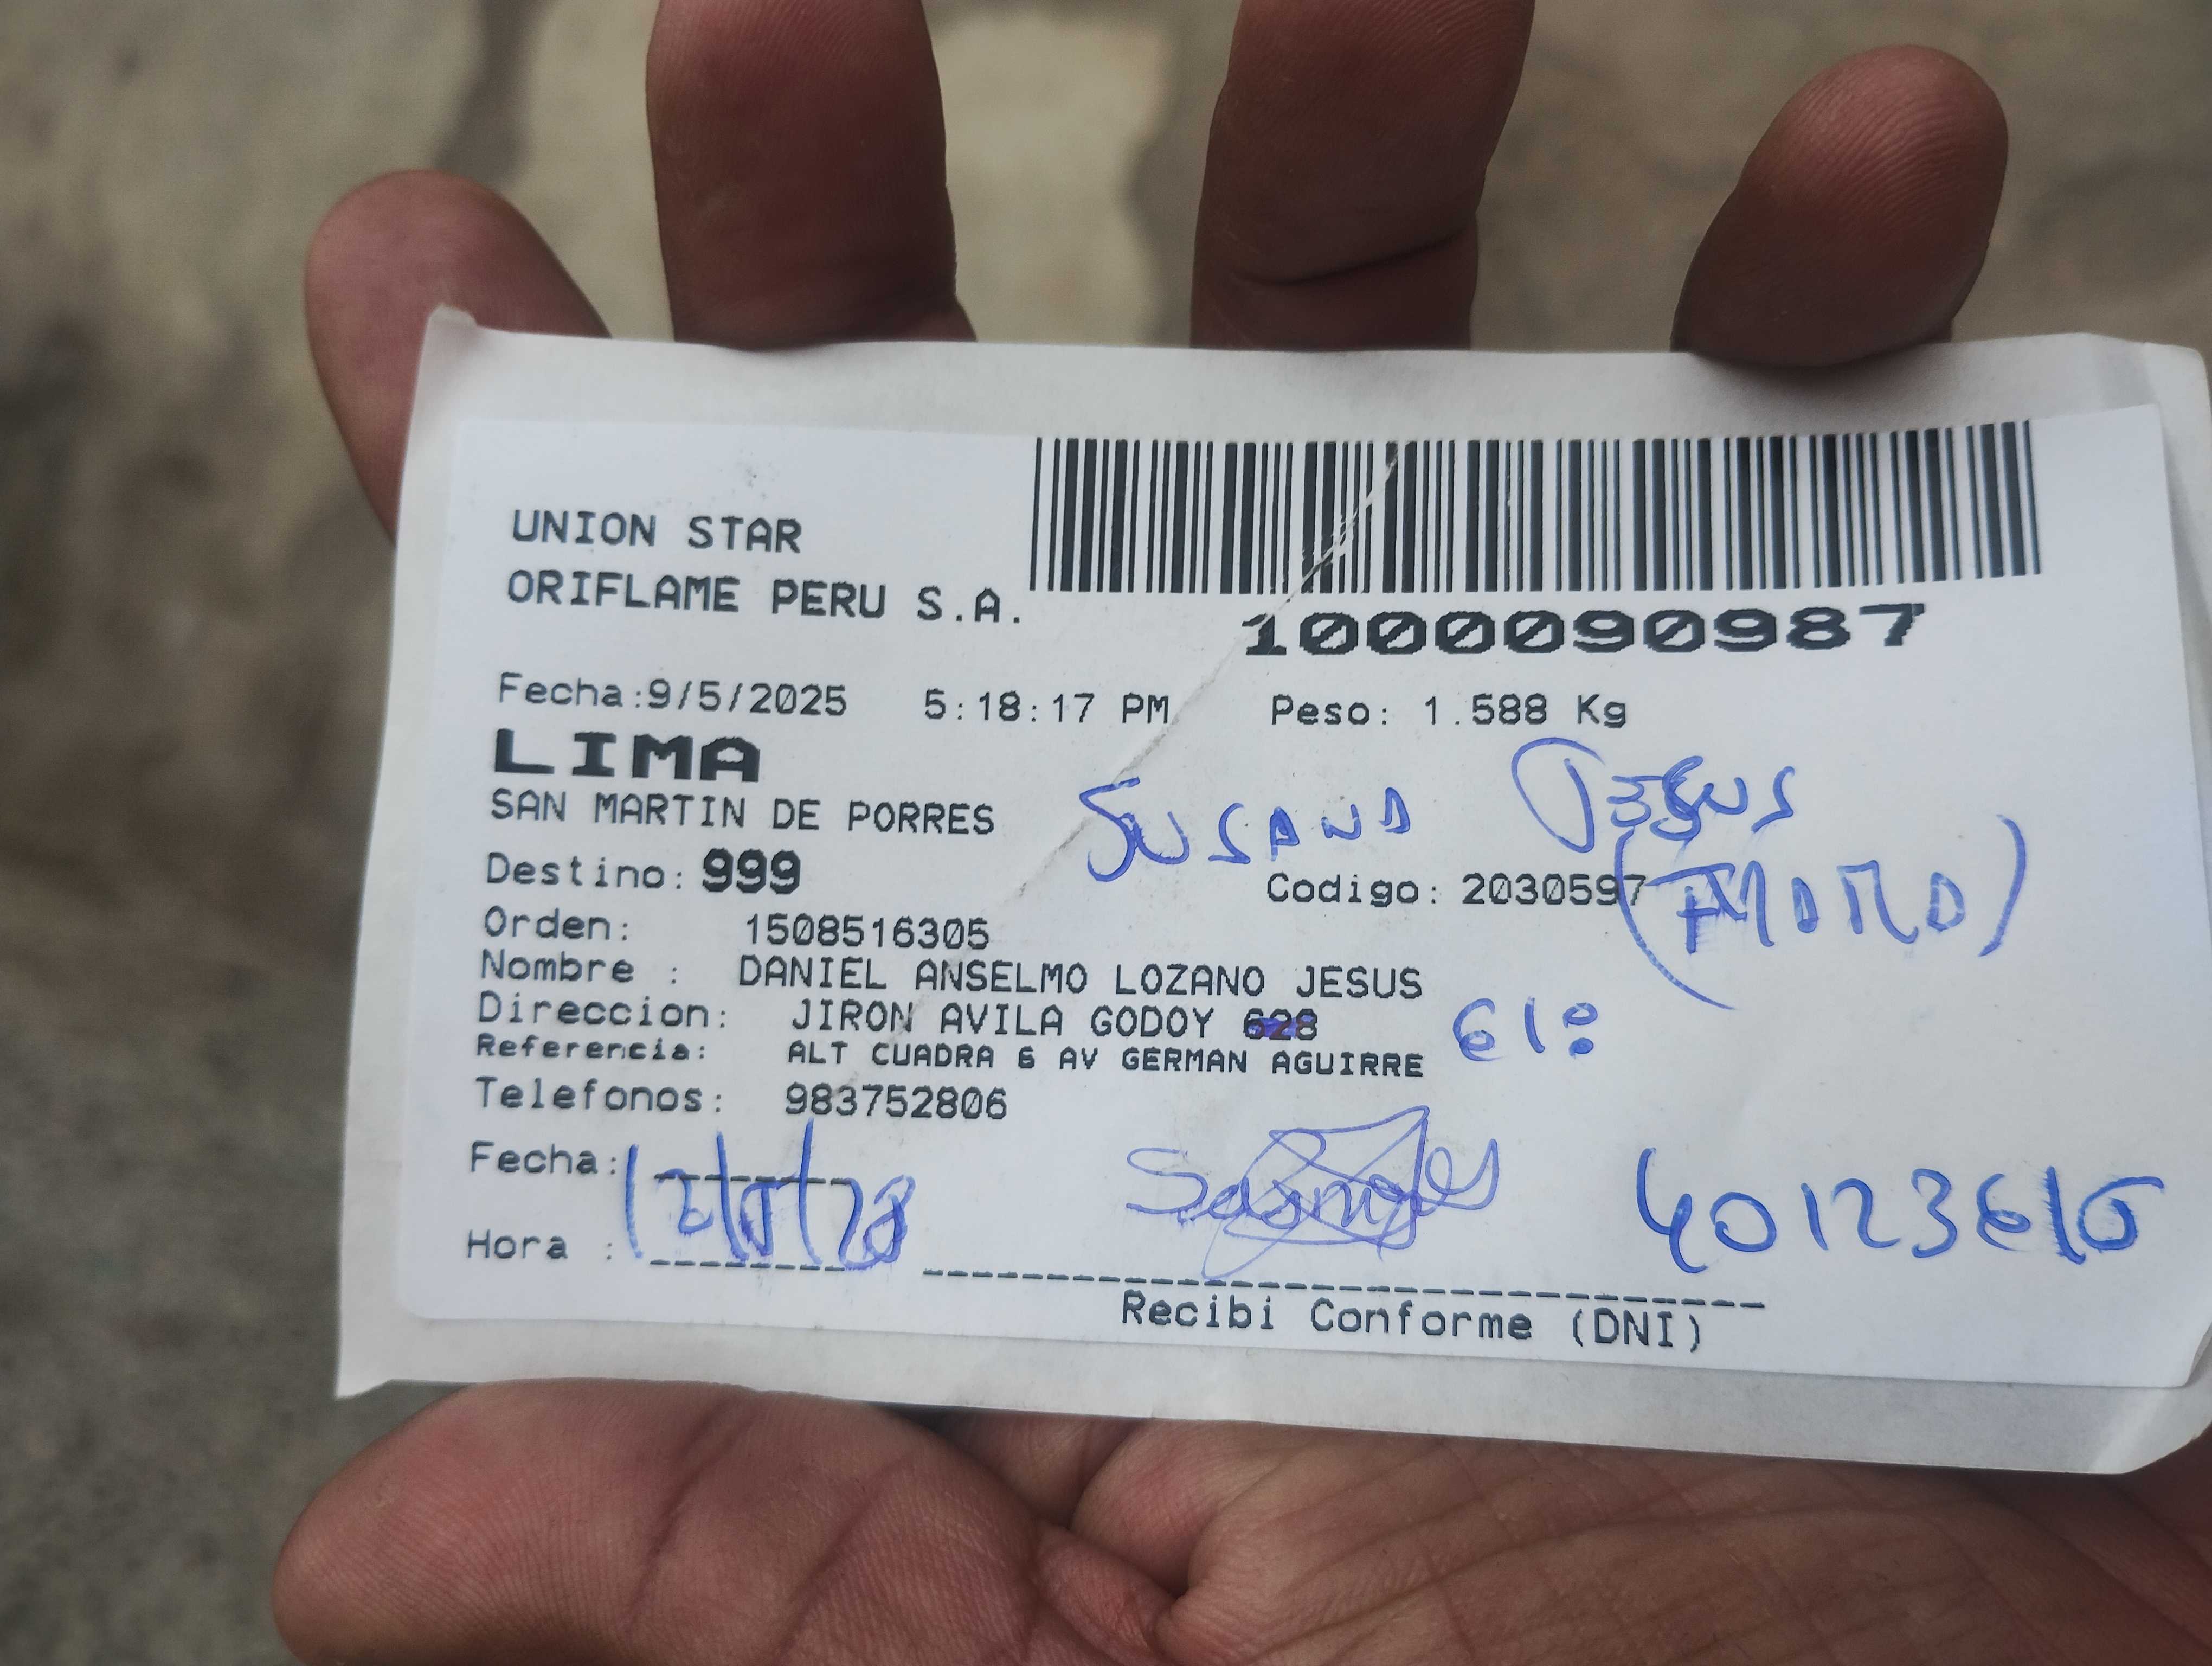 UNION STAR
ORIFLAME PERU S.A.
1000090987
Fecha:9/5/2025 5:18:17 PM Peso: 1.588 Kg
LIMA
SUSANA JESUS
SAN MARTIN DE PORRES
Destino: 999 Codigo: 2030597
Orden: 1508516305
Nombre : DANIEL ANSELMO LOZANO JESUS
Direccion: JIRON AVILA GODOY 628
Referencia: ALT CUADRA 6 AV GERMAN AGUIRRE
Telefonos: 983752806
Fecha:
Hora :
Recibi Conforme (DNI)